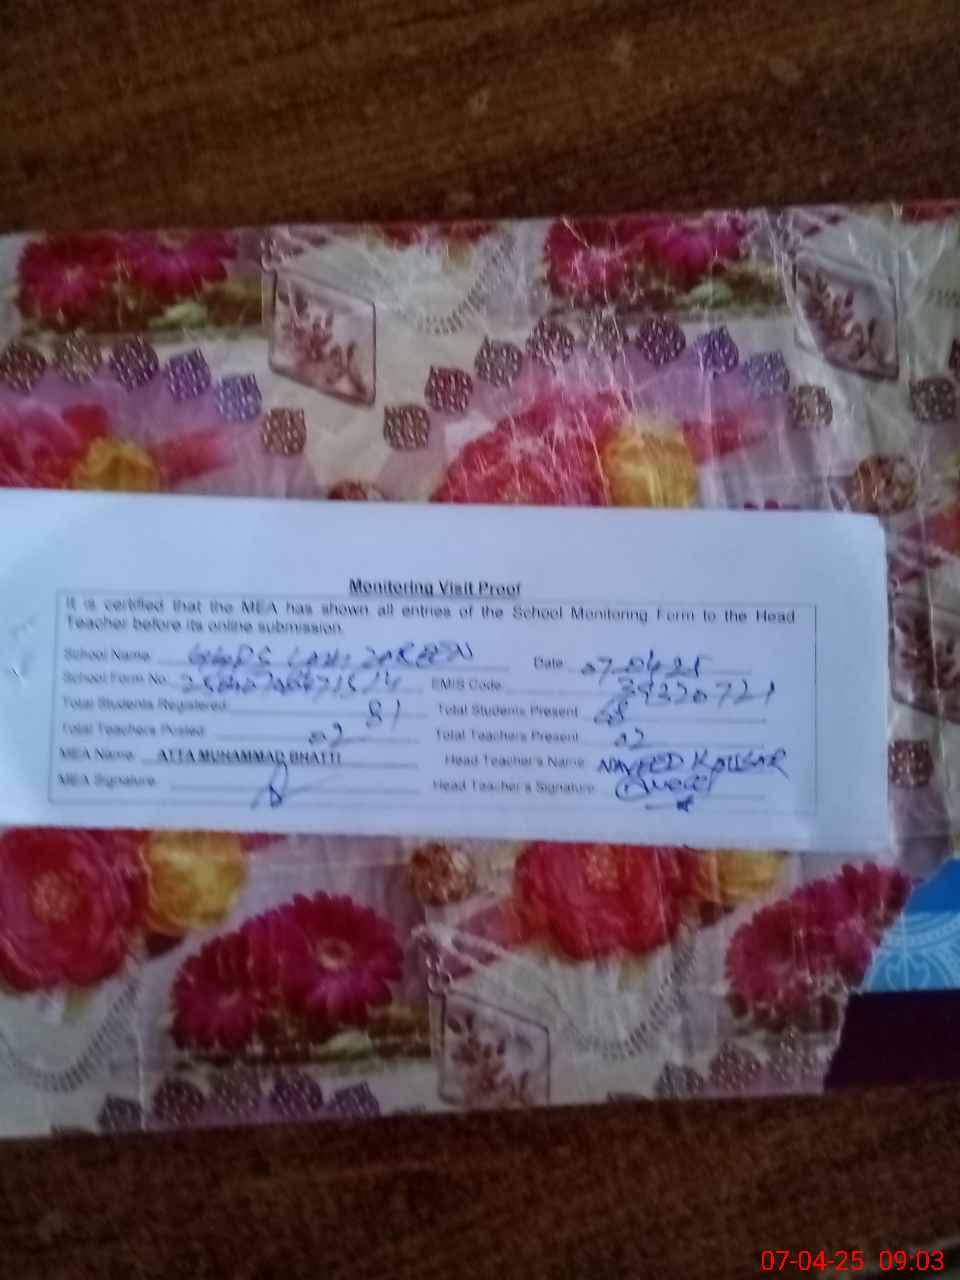 Monitoring Visit Proof
It is certified that the MEA has shown all entries of the School Monitoring Form to the Head
Teacher before its online submission.
School Name Date 07-04-25
School Form No. EMIS Code
Total Students Registered 81 Total Students Present 68
Total Teachers Posted 02 Total Teachers Present 02
MEA Name ATTA MUHAMMAD BHATTI Head Teacher's Name NAVEED KAUSAR
MEA Signature Head Teacher's Signature
07-04-25 09:03